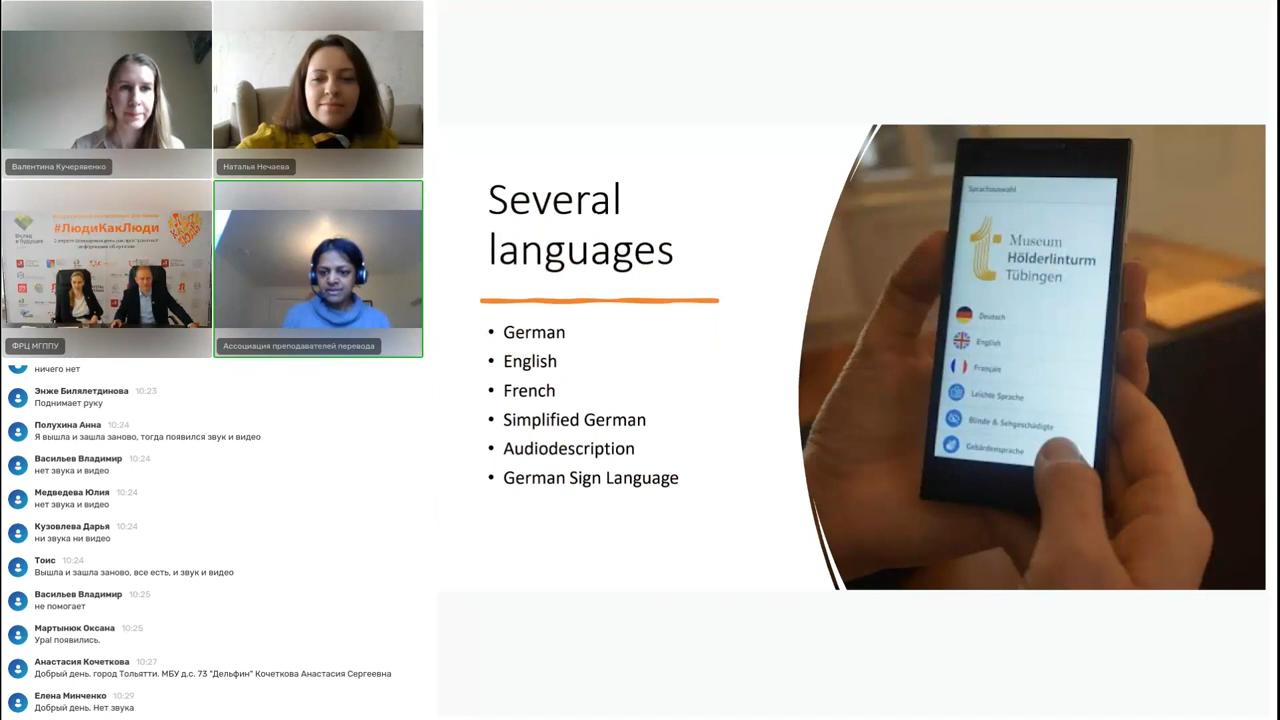 Валентина Кучерявенко
Наталья Нечаева
Вклад
в будущее
#ЛюдиКакЛюди
ФРЦ МГППУ
Ассоциация преподавателей перевода
ничего нет
Энже Билялетдинова 10:23
Поднимает руку
Полухина Анна 10:24
Я вышла и зашла заново, тогда появился звук и видео
Васильев Владимир 10:24
нет звука и видео
Медведева Юлия 10:24
нет звука и видео
Кузовлева Дарья 10:24
ни звука ни видео
Тоис 10:24
Вышла и зашла заново, все есть, и звук и видео
Васильев Владимир 10:25
не помогает
Мартынюк Оксана 10:25
Ура! появились.
Анастасия Кочеткова 10:27
Добрый день. город Тольятти. МБУ д.с. 73 "Дельфин" Кочеткова Анастасия Сергеевна
Елена Минченко 10:29
Добрый день. Нет звука
Several
languages
• German
• English
• French
• Simplified German
• Audiodescription
• German Sign Language
Sprachauswahl
Museum
Hölderlinturm
Tübingen
Deutsch
English
Français
Leichte Sprache
Blinde & Sehgeschädigte
Gebärdensprache